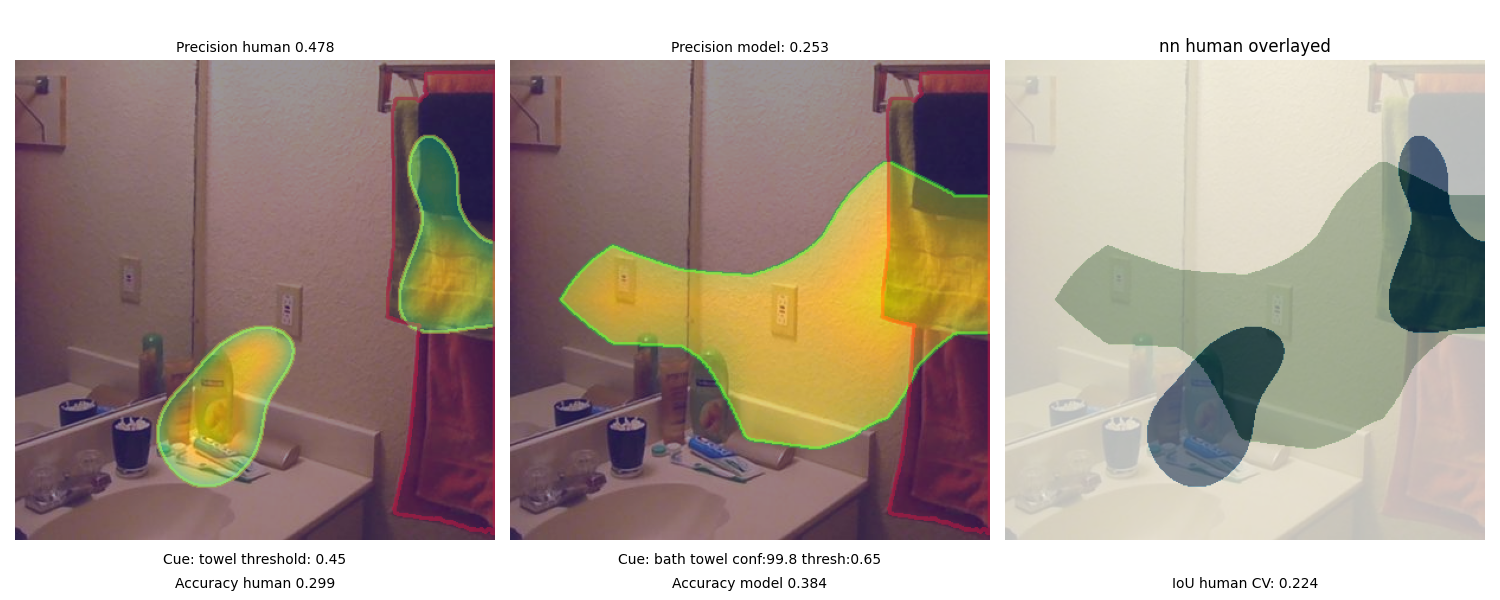 Precision human 0.478
Precision model: 0.253
nn human overlayed
Cue: towel threshold: 0.45
Cue: bath towel conf:99.8 thresh:0.65
Accuracy human 0.299
Accuracy model 0.384
IoU human CV: 0.224